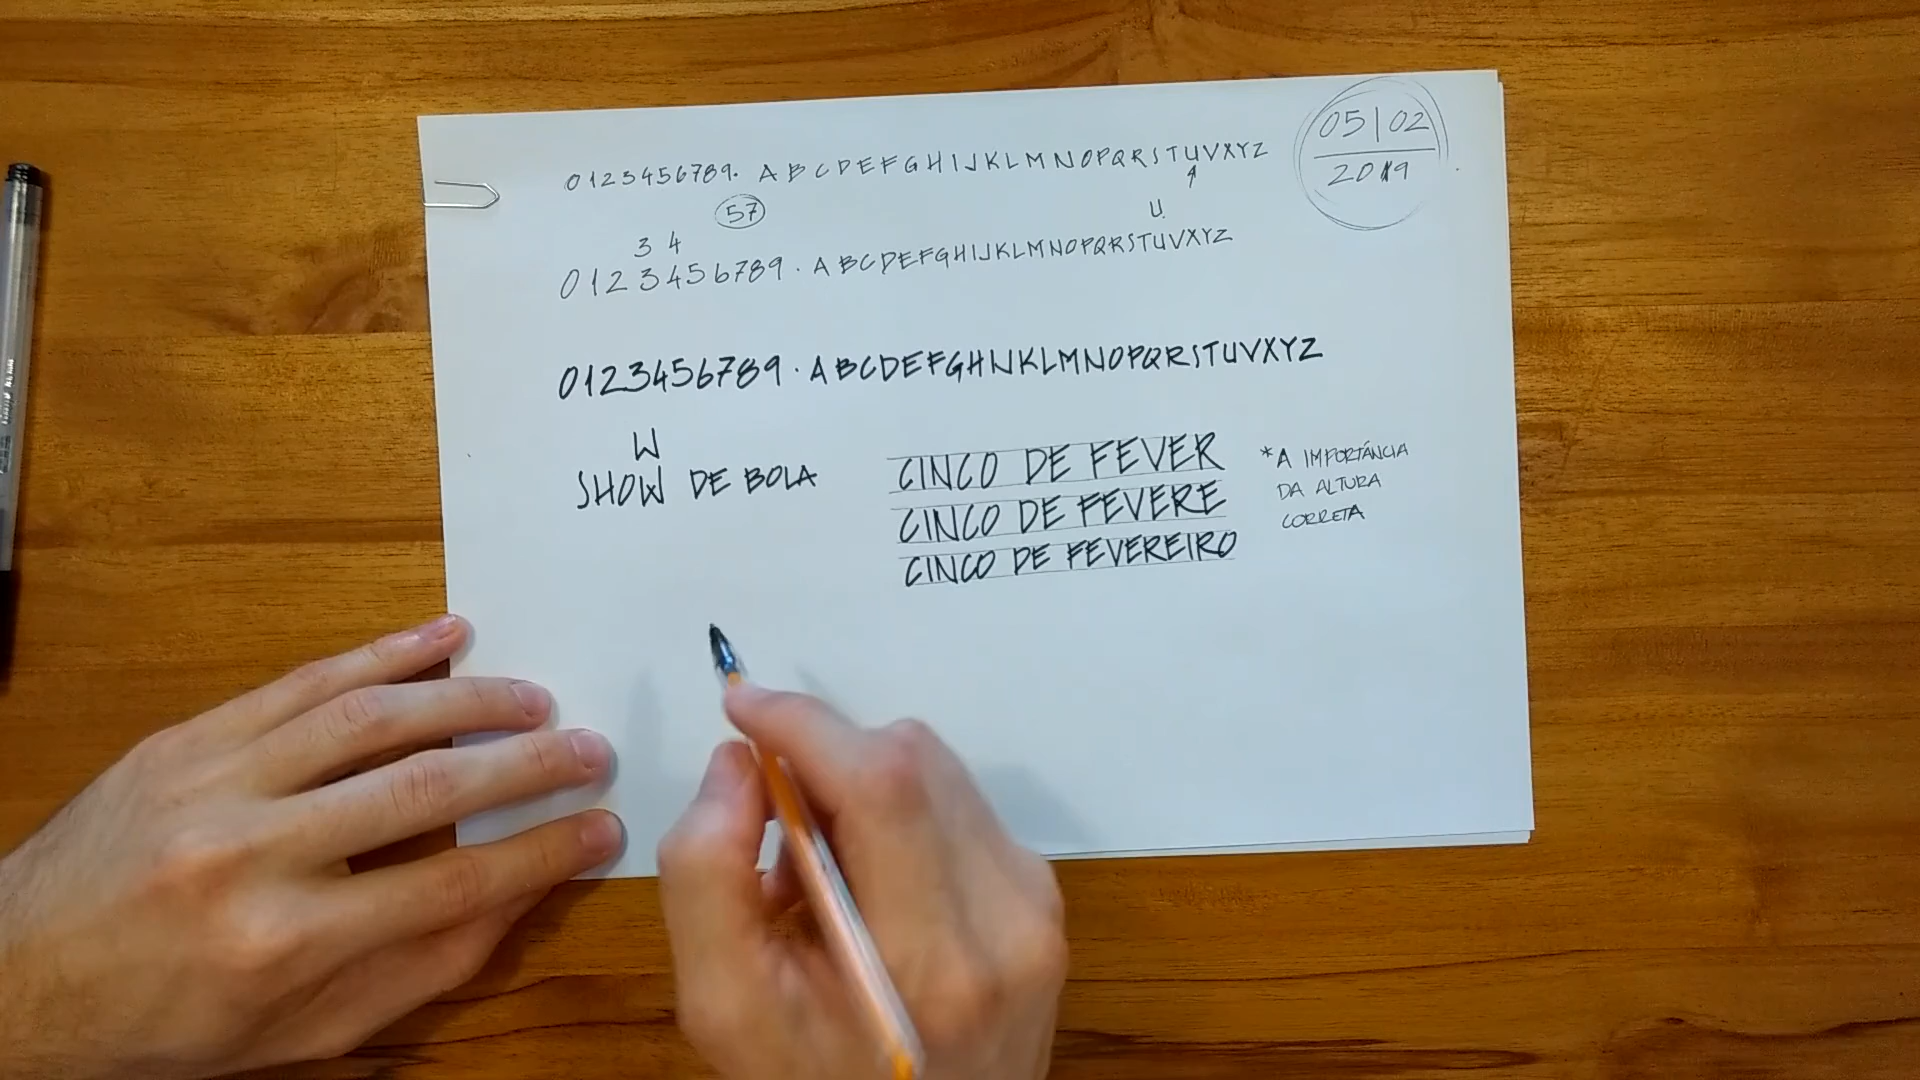 05|02
2019
0123456789. ABCDEFGHIJKLMNOPQRSTUVXYZ
57
U.
3 4
0123456789. ABCDEFGHIJKLMNOPQRSTUVXYZ
0123456789. ABCDEFGHIJKLMNOPQRSTUVXYZ
W
SHOW DE BOLA
CINCO DE FEVER
CINCO DE FEVERE
CINCO DE FEVEREIRO
*A IMPORTÂNCIA
DA ALTURA
CORRETA